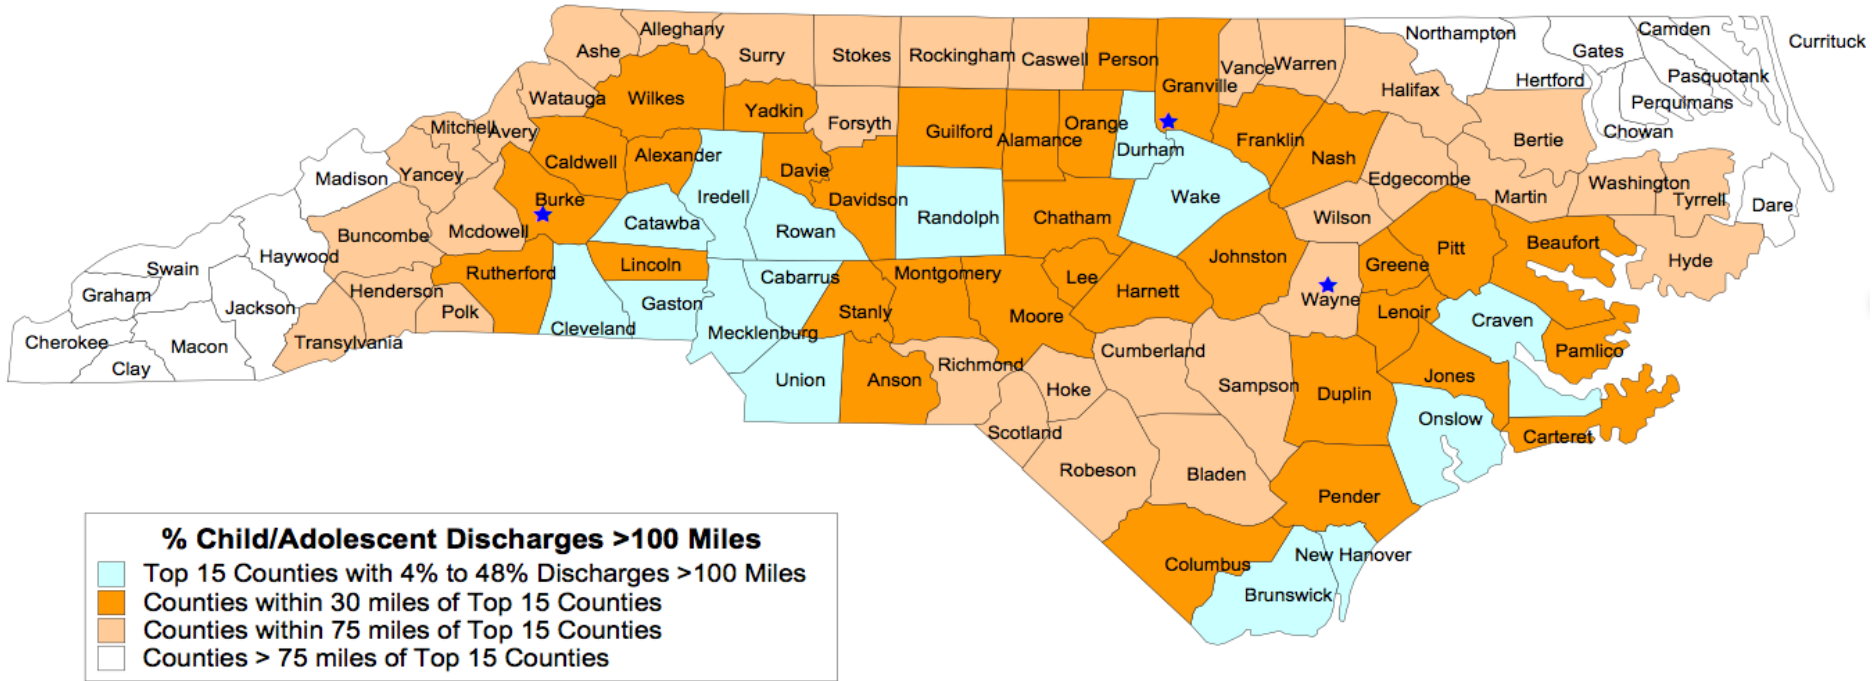 Alleghany
Northampton
Camden
Currituck
Ashe
Surry
Stokes
Rockingham
Caswell
Person
Gates
Vance
Warren
Hertford
Pasquotank
Watauga
Wilkes
Granville
Halifax
Perquimans
Yadkin
Forsyth
Mitchell
Avery
Guilford
Alamance
Orange
Franklin
Bertie
Chowan
Caldwell
Alexander
Durham
Nash
Madison
Yancey
Davie
Edgecombe
Washington
Burke
Iredell
Davidson
Wake
Martin
Tyrrell
Dare
Catawba
Rowan
Randolph
Chatham
Wilson
Buncombe
Mcdowell
Pitt
Beaufort
Haywood
Swain
Rutherford
Lincoln
Cabarrus
Montgomery
Lee
Johnston
Greene
Hyde
Graham
Jackson
Henderson
Polk
Gaston
Stanly
Moore
Harnett
Wayne
Lenoir
Craven
Cherokee
Macon
Transylvania
Cleveland
Mecklenburg
Cumberland
Pamlico
Clay
Union
Anson
Richmond
Hoke
Sampson
Duplin
Jones
Scotland
Onslow
Carteret
Robeson
Bladen
Pender
Columbus
New Hanover
Brunswick
% Child/Adolescent Discharges >100 Miles
Top 15 Counties with 4% to 48% Discharges >100 Miles
Counties within 30 miles of Top 15 Counties
Counties within 75 miles of Top 15 Counties
Counties > 75 miles of Top 15 Counties